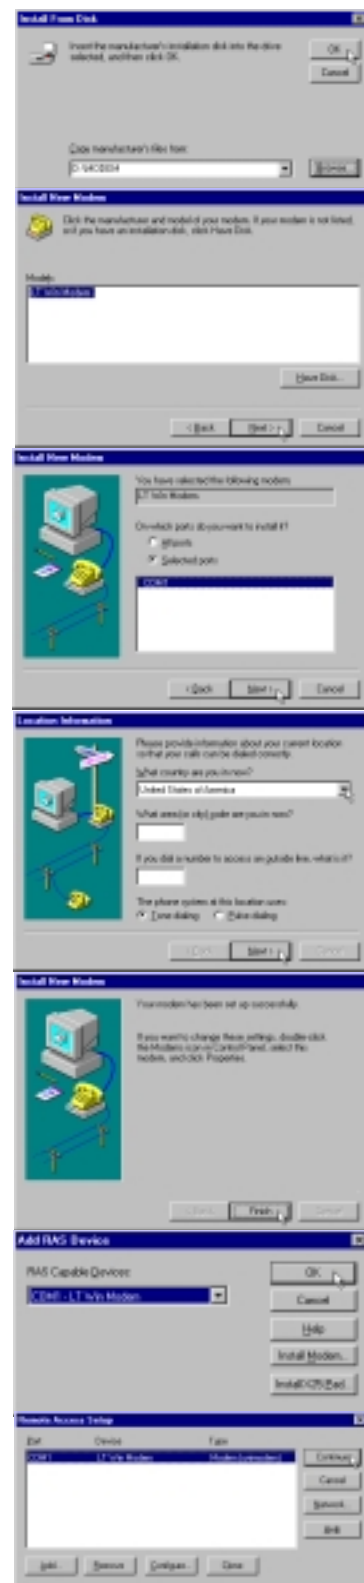 Install From Disk
Insert the manufacturer's installation disk into the drive
selected, and then click OK.
OK
Cancel
Copy manufacturer's files from:
Browse...
Install New Modem
Click the manufacturer and model of your modem. If your modem is not listed,
or if you have an installation disk, click Have Disk.
Models
LT Win Modem
Have Disk...
< Back
Next >
Cancel
Install New Modem
You have selected the following modem:
LT Win Modem
On which ports do you want to install it?
All ports
Selected ports
COM1
< Back
Next >
Cancel
Location Information
Please provide information about your current location
so that your calls can be dialed correctly.
What country are you in now?
United States of America
What area (or city) code are you in now?
If you dial a number to access an outside line, what is it?
The phone system at this location uses:
Tone dialing
Pulse dialing
< Back
Next >
Cancel
Install New Modem
Your modem has been set up successfully.
If you want to change these settings, double-click
the Modems icon in Control Panel, select this
modem, and click Properties.
< Back
Finish
Cancel
Add RAS Device
RAS Capable Devices:
COM1 - LT Win Modem
OK
Cancel
Help
Install Modem...
Install X25 Pad...
Remote Access Setup
Port Device Type
COM1 LT Win Modem Modem (unimodem)
Continue
Cancel
Network...
Help
Add...
Remove
Configure...
Clone